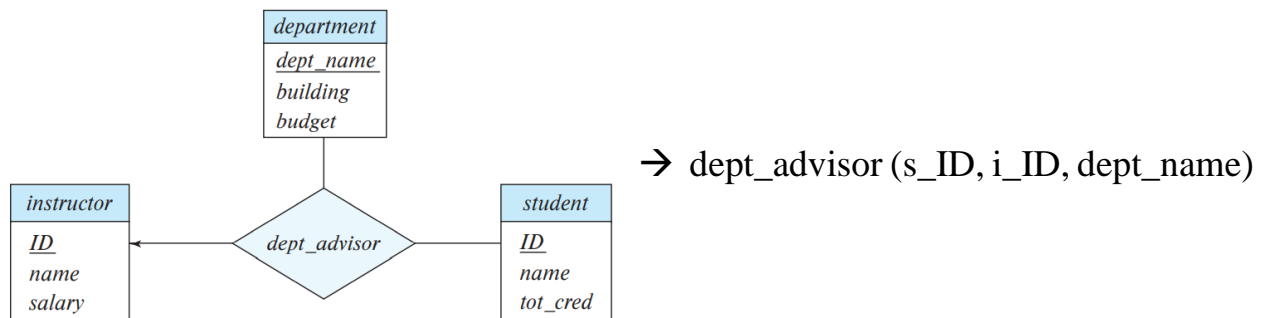 department
dept_name
building
budget
→ dept_advisor (s_ID, i_ID, dept_name)
instructor
ID
name
salary
dept_advisor
student
ID
name
tot_cred